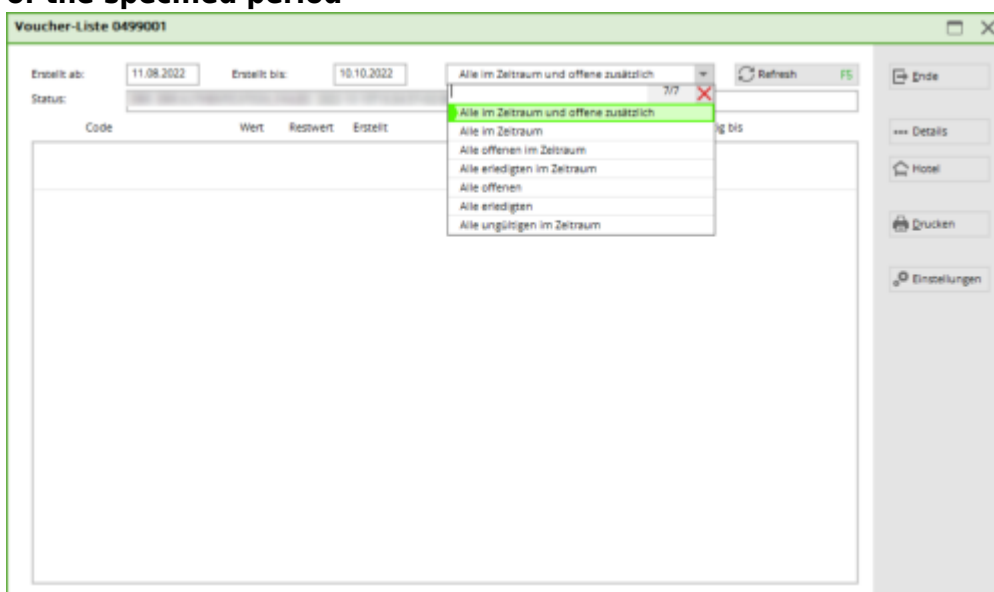 of the specified period
Voucher-Liste 0499001
Erstellt ab: 11.08.2022 Erstellt bis: 10.10.2022 Alle im Zeitraum und offene zusätzlich Refresh F5 Ende
Status:
7/7
Alle im Zeitraum und offene zusätzlich
Code Wert Restwert Erstellt Alle im Zeitraum ig bis Details
Alle offenen im Zeitraum
Alle erledigten im Zeitraum Hotel
Alle offenen
Alle erledigten
Alle ungültigen im Zeitraum Drucken
Einstellungen